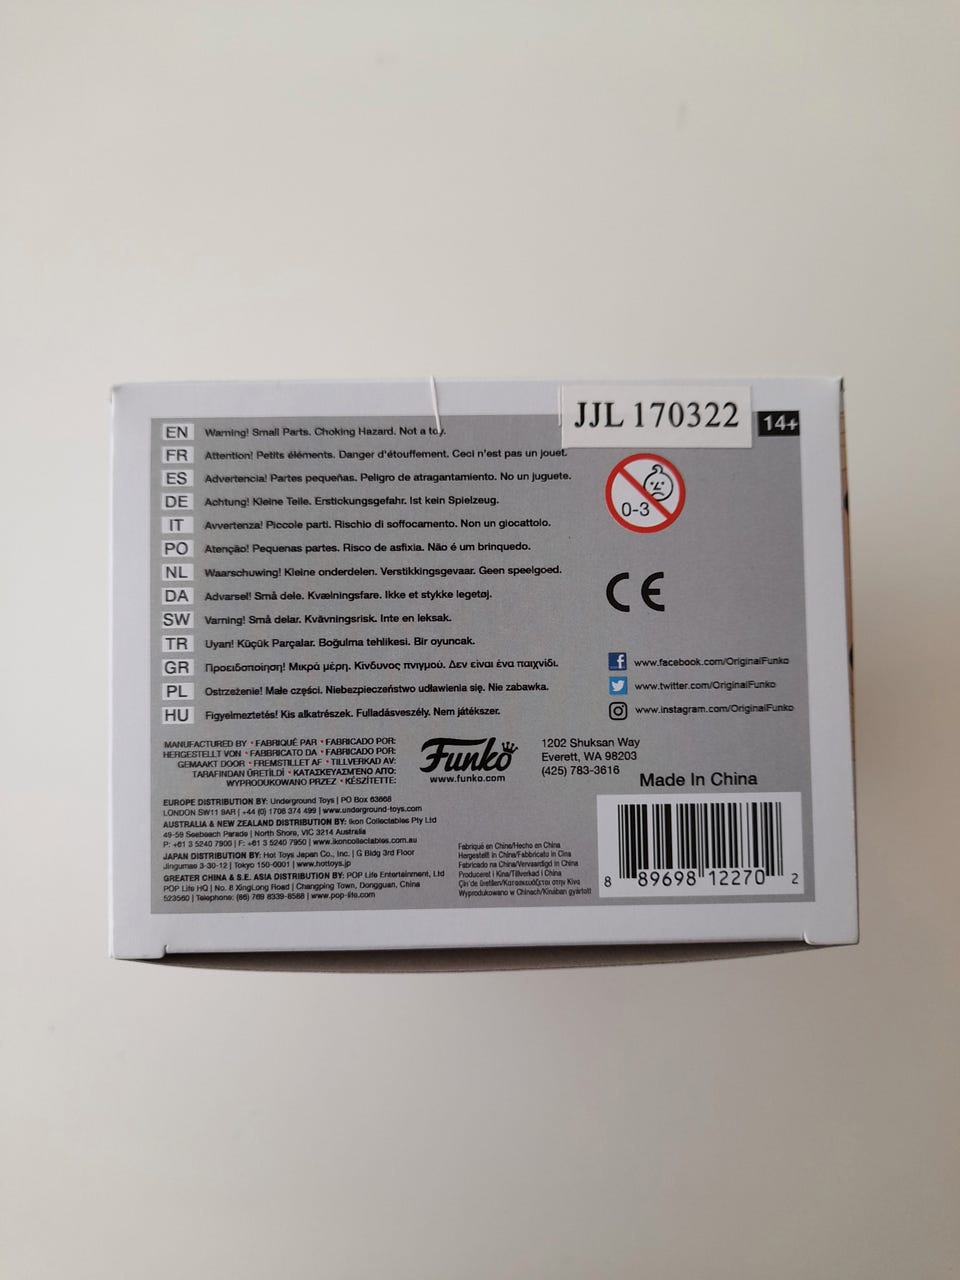 JJL 170322
14+
EN Warning! Small Parts. Choking Hazard. Not a toy.
FR Attention! Petits éléments. Danger d'étouffement. Ceci n'est pas un jouet.
ES Advertencia! Partes pequeñas. Peligro de atragantamiento. No un juguete.
DE Achtung! Kleine Teile. Erstickungsgefahr. Ist kein Spielzeug.
IT Avvertenza! Piccole parti. Rischio di soffocamento. Non un giocattolo.
PO Atenção! Pequenas partes. Risco de asfixia. Não é um brinquedo.
NL Waarschuwing! Kleine onderdelen. Verstikkingsgevaar. Geen speelgoed.
DA Advarsel! Små dele. Kvælningsfare. Ikke et stykke legetøj.
SW Varning! Små delar. Kvävningsrisk. Inte en leksak.
TR Uyarı! Küçük Parçalar. Boğulma tehlikesi. Bir oyuncak.
GR Προειδοποίηση! Μικρά μέρη. Κίνδυνος πνιγμού. Δεν είναι ένα παιχνίδι.
PL Ostrzeżenie! Małe części. Niebezpieczeństwo udławienia się. Nie zabawka.
HU Figyelmeztetés! Kis alkatrészek. Fulladásveszély. Nem játékszer.
0-3
CE
www.facebook.com/OriginalFunko
www.twitter.com/OriginalFunko
www.instagram.com/OriginalFunko
MANUFACTURED BY • FABRIQUÉ PAR • FABRICADO POR:
HERGESTELLT VON • FABBRICATO DA • FABRICADO POR:
GEMAAKT DOOR • FREMSTILLET AF • TILLVERKAD AV:
TARAFINDAN ÜRETİLDİ • ΚΑΤΑΣΚΕΥΑΣΜΈΝΟ ΑΠΌ:
WYPRODUKOWANO PRZEZ • KÉSZÍTETTE:
Funko
www.funko.com
1202 Shuksan Way
Everett, WA 98203
(425) 783-3616
Made In China
EUROPE DISTRIBUTION BY: Underground Toys | PO Box 63668
LONDON SW11 9AR | +44 (0) 1708 374 499 | www.underground-toys.com
AUSTRALIA & NEW ZEALAND DISTRIBUTION BY: Ikon Collectables Pty Ltd
49-59 Seebeach Parade | North Shore, VIC 3214 Australia
P: +61 3 5240 7900 | F: +61 3 5240 7950 | www.ikoncollectables.com.au
JAPAN DISTRIBUTION BY: Hot Toys Japan Co., Inc. | G Bldg 3rd Floor
Jingumae 3-30-12 | Tokyo 150-0001 | www.hottoys.jp
GREATER CHINA & S.E. ASIA DISTRIBUTION BY: POP Life Entertainment, Ltd
POP Life HQ | No. 8 XingLong Road | Changping Town, Dongguan, China
523560 | Telephone: (86) 769 8339-8588 | www.pop-life.com
Fabriqué en Chine/Hecho en China
Hergestellt in China/Fabbricato in Cina
Fabricado na China/Vervaardigd in China
Produceret i Kina/Tillverkad i China
Çin'de üretilen/Κατασκευάζεται στην Κίνα
Wyprodukowano w Chinach/Kínában gyártott
8 89698 12270 2